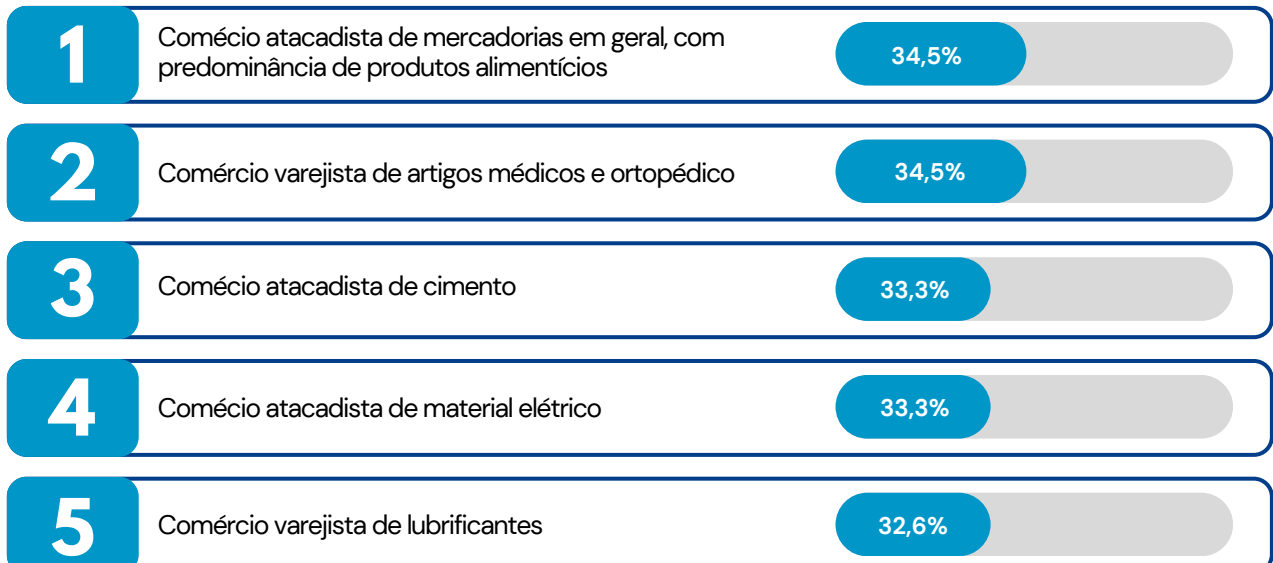 1
Comécio atacadista de mercadorias em geral, com
predominância de produtos alimentícios
34,5%
2
Comércio varejista de artigos médicos e ortopédico
34,5%
3
Comécio atacadista de cimento
33,3%
4
Comécio atacadista de material elétrico
33,3%
5
Comércio varejista de lubrificantes
32,6%